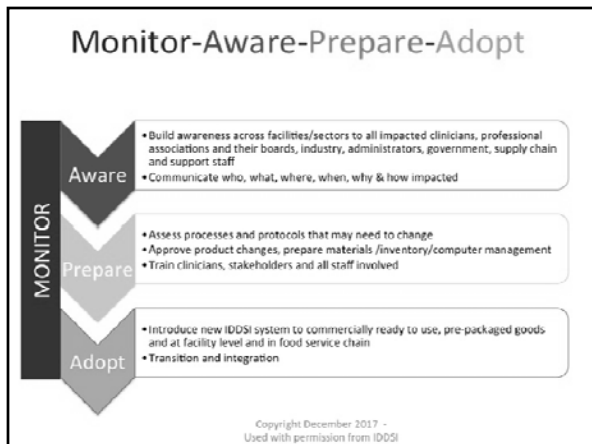 Monitor-Aware-Prepare-Adopt
MONITOR
Aware
• Build awareness across facilities/sectors to all impacted clinicians, professional
associations and their boards, industry, administrators, government, supply chain
and support staff
• Communicate who, what, where, when, why & how impacted
Prepare
• Assess processes and protocols that may need to change
• Approve product changes, prepare materials /inventory/computer management
• Train clinicians, stakeholders and all staff involved
Adopt
• Introduce new IDDSI system to commercially ready to use, pre-packaged goods
and at facility level and in food service chain
• Transition and integration
Copyright December 2017 -
Used with permission from IDDSI